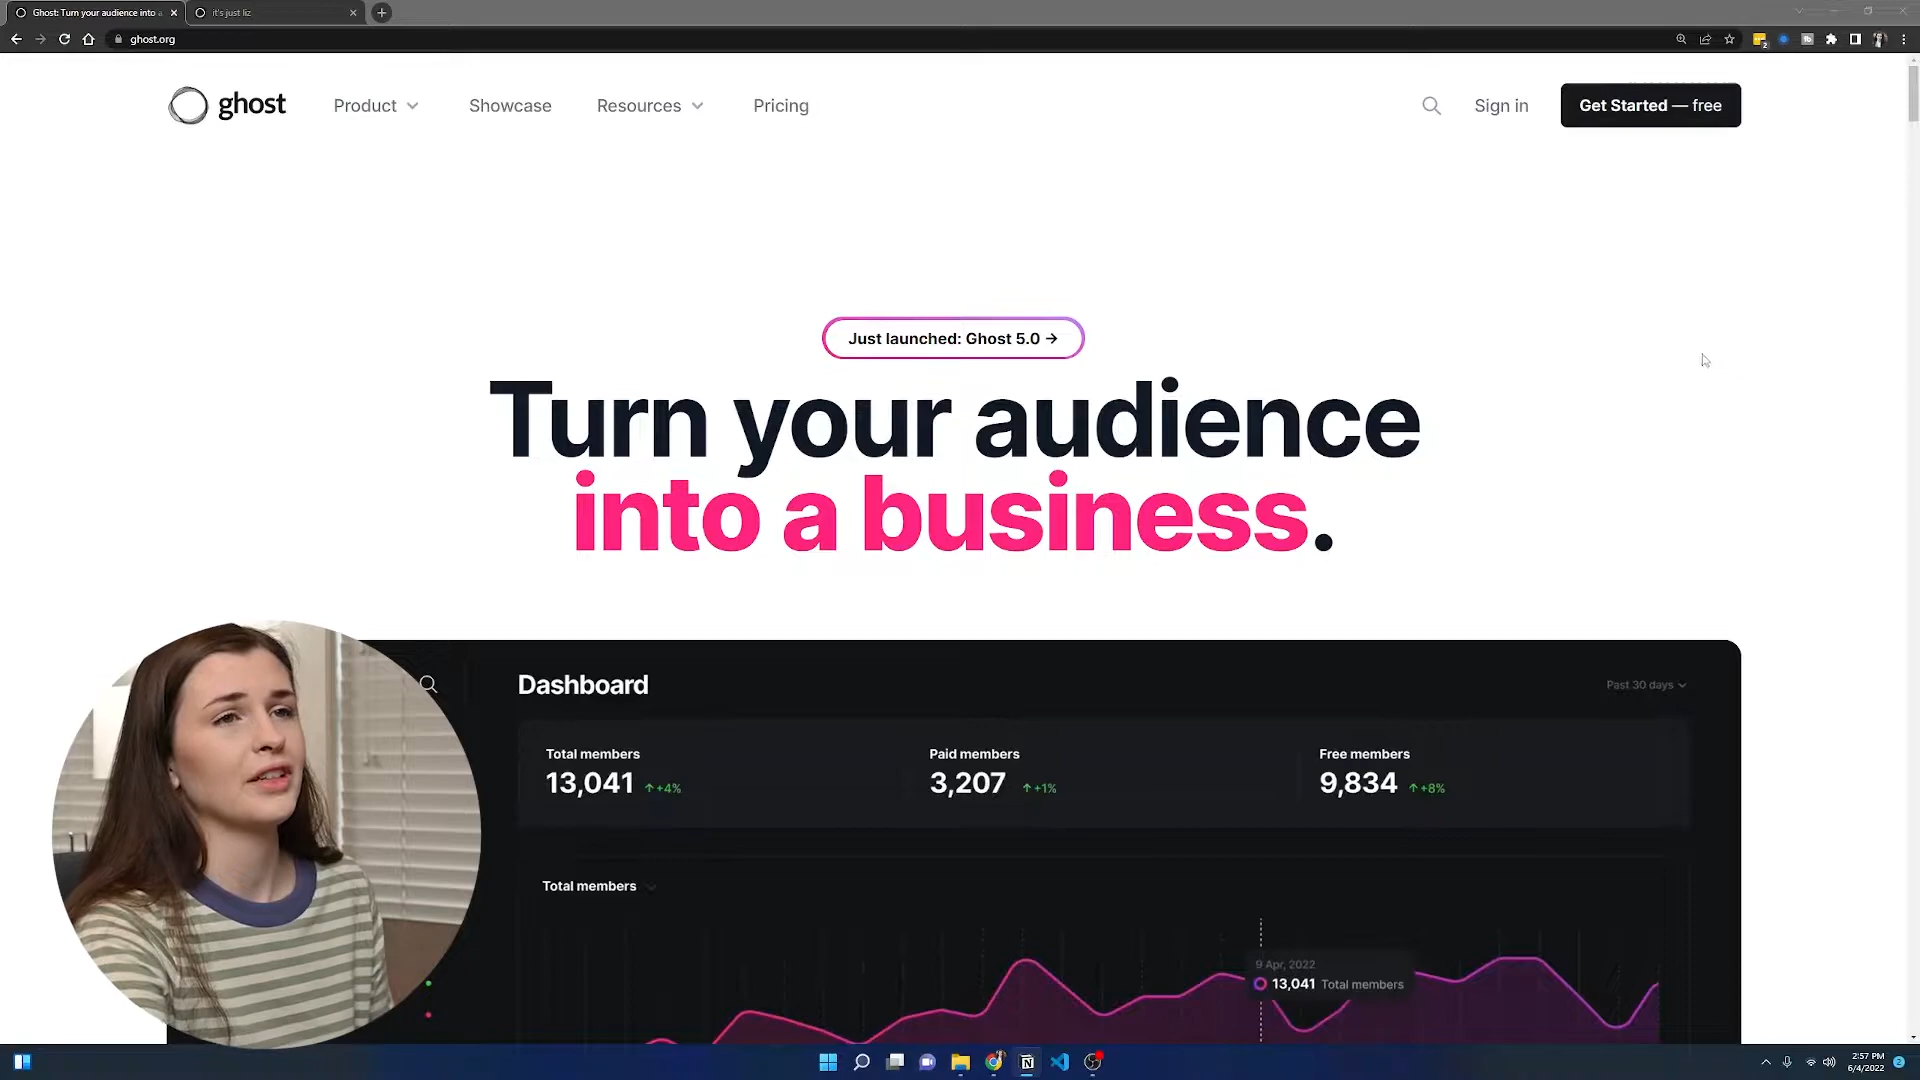 Ghost: Turn your audience into a
it's just liz
ghost.org
2
ghost
Product
Showcase
Resources
Pricing
Sign in
Get Started — free
Just launched: Ghost 5.0 →
Turn your audience
into a business.
Dashboard
Past 30 days
Total members
Paid members
Free members
13,041 ↑ +4%
3,207 ↑ +1%
9,834 ↑ +8%
Total members
9 Apr, 2022
13,041 Total members
2:57 PM
6/4/2022
2